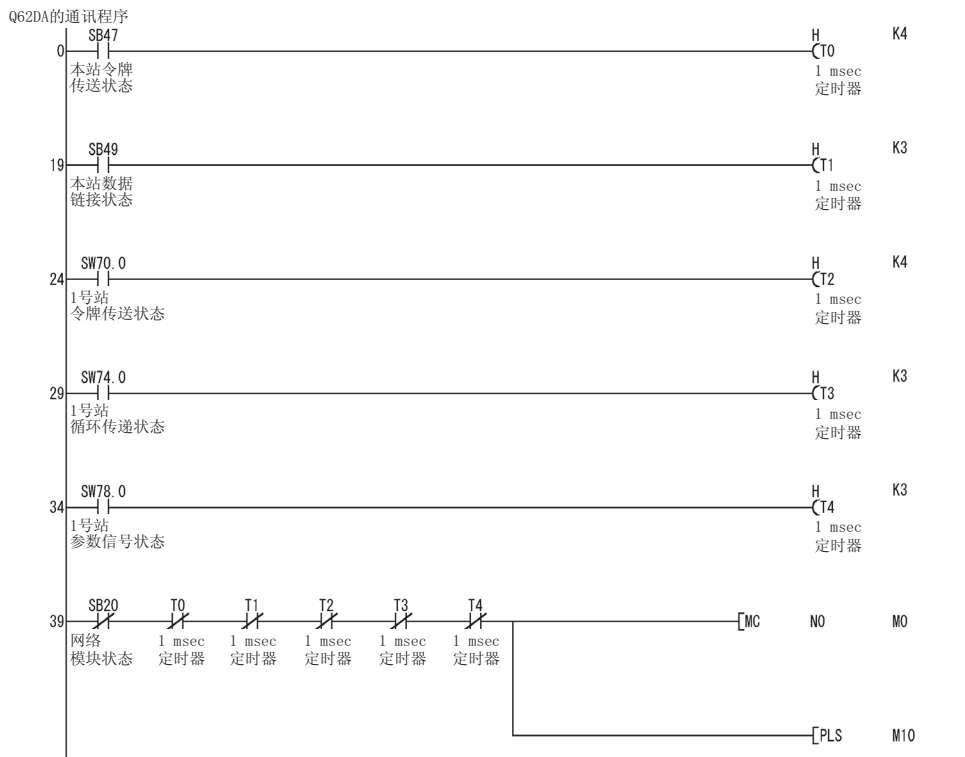 Q62DA的通讯程序
SB47 H K4
0 (T0
本站令牌 1 msec
传送状态 定时器
SB49 H K3
19 (T1
本站数据 1 msec
链接状态 定时器
SW70.0 H K4
24 (T2
1号站 1 msec
令牌传送状态 定时器
SW74.0 H K3
29 (T3
1号站 1 msec
循环传递状态 定时器
SW78.0 H K3
34 (T4
1号站 1 msec
参数信号状态 定时器
SB20 T0 T1 T2 T3 T4
39 [MC N0 M0
网络 1 msec 1 msec 1 msec 1 msec 1 msec
模块状态 定时器 定时器 定时器 定时器 定时器
[PLS M10